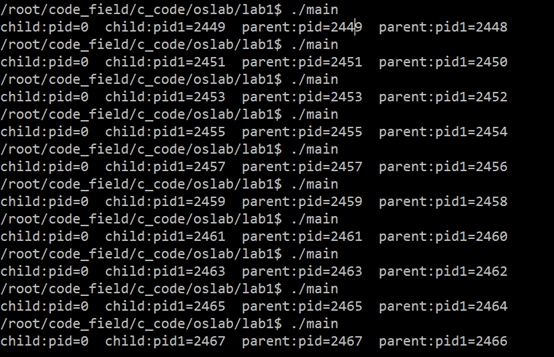 /root/code_field/c_code/oslab/lab1$ ./main
child:pid=0 child:pid1=2449 parent:pid=2449 parent:pid1=2448
/root/code_field/c_code/oslab/lab1$ ./main
child:pid=0 child:pid1=2451 parent:pid=2451 parent:pid1=2450
/root/code_field/c_code/oslab/lab1$ ./main
child:pid=0 child:pid1=2453 parent:pid=2453 parent:pid1=2452
/root/code_field/c_code/oslab/lab1$ ./main
child:pid=0 child:pid1=2455 parent:pid=2455 parent:pid1=2454
/root/code_field/c_code/oslab/lab1$ ./main
child:pid=0 child:pid1=2457 parent:pid=2457 parent:pid1=2456
/root/code_field/c_code/oslab/lab1$ ./main
child:pid=0 child:pid1=2459 parent:pid=2459 parent:pid1=2458
/root/code_field/c_code/oslab/lab1$ ./main
child:pid=0 child:pid1=2461 parent:pid=2461 parent:pid1=2460
/root/code_field/c_code/oslab/lab1$ ./main
child:pid=0 child:pid1=2463 parent:pid=2463 parent:pid1=2462
/root/code_field/c_code/oslab/lab1$ ./main
child:pid=0 child:pid1=2465 parent:pid=2465 parent:pid1=2464
/root/code_field/c_code/oslab/lab1$ ./main
child:pid=0 child:pid1=2467 parent:pid=2467 parent:pid1=2466